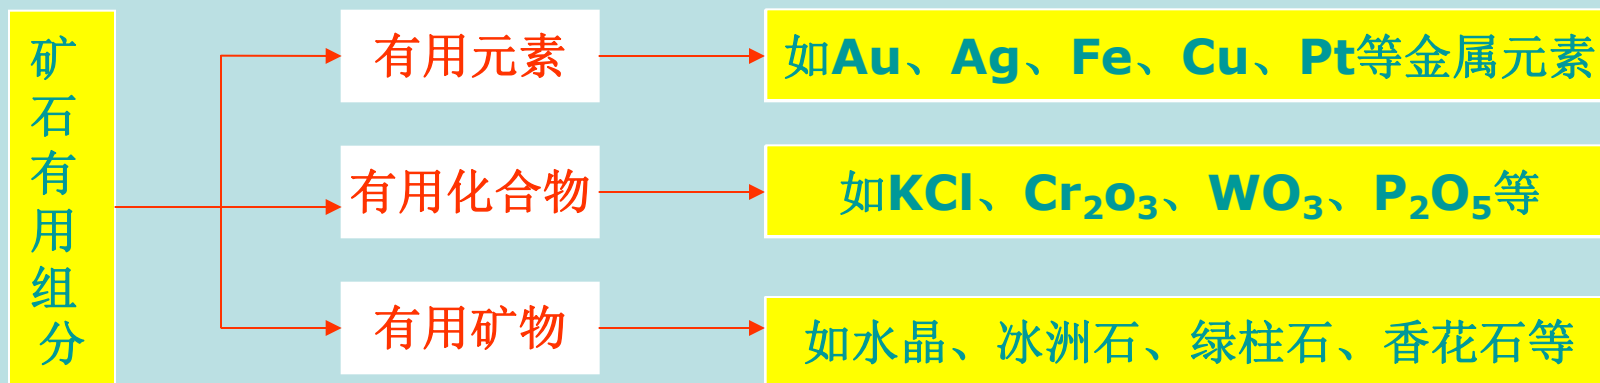 矿石有用组分
有用元素
如Au、Ag、Fe、Cu、Pt等金属元素
有用化合物
如KCl、Cr₂o₃、WO₃、P₂O₅等
有用矿物
如水晶、冰洲石、绿柱石、香花石等